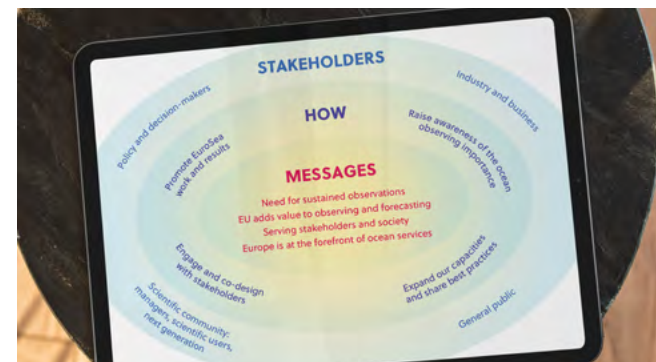 STAKEHOLDERS
Policy and decision-makers
Industry and business
HOW
Promote EuroSea
work and results
Raise awareness of the ocean
observing importance
MESSAGES
Need for sustained observations
EU adds value to observing and forecasting
Serving stakeholders and society
Europe is at the forefront of ocean services
Engage and co-design
with stakeholders
Expand our capacities
and share best practices
Scientific community:
managers, scientific users,
next generation
General public